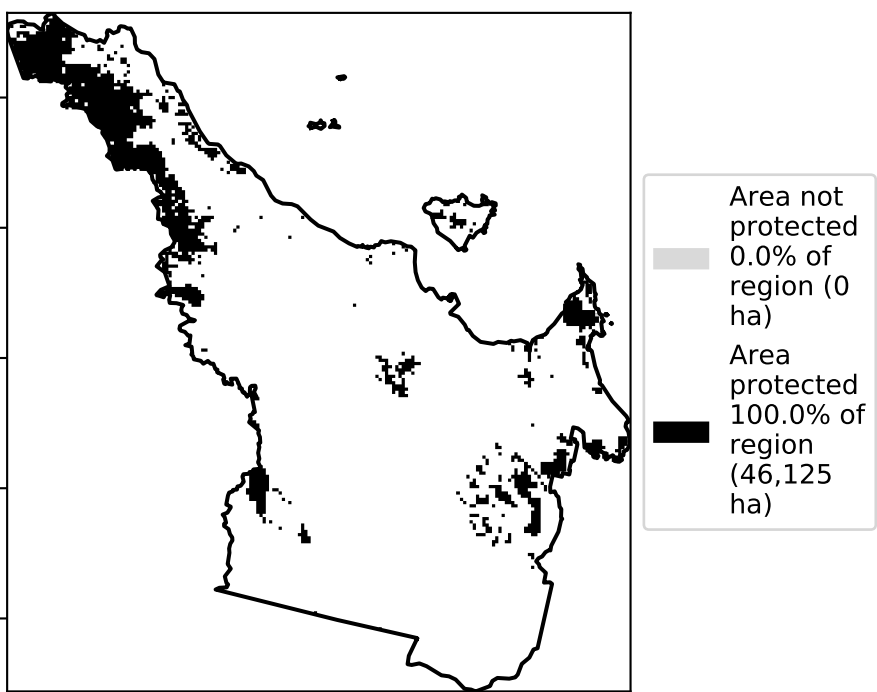 Area not
protected
0.0% of
region (0
ha)
Area
protected
100.0% of
region
(46,125
ha)